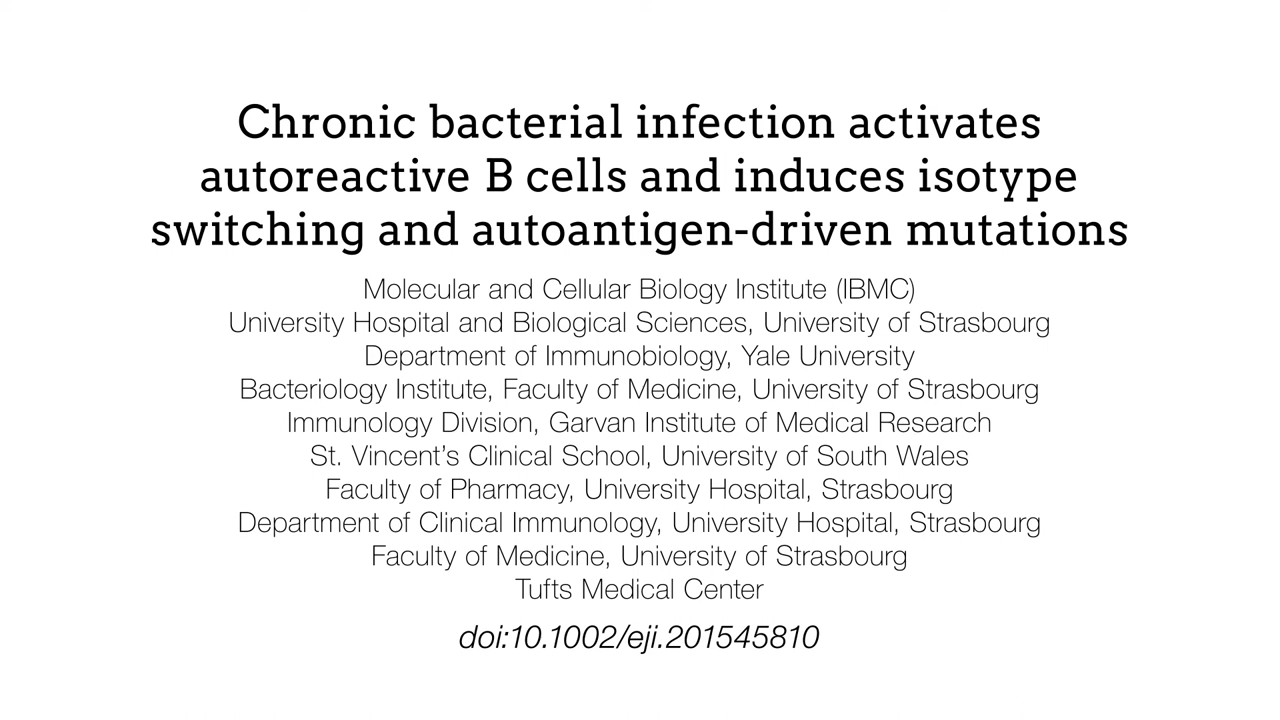 Chronic bacterial infection activates
autoreactive B cells and induces isotype
switching and autoantigen-driven mutations
Molecular and Cellular Biology Institute (IBMC)
University Hospital and Biological Sciences, University of Strasbourg
Department of Immunobiology, Yale University
Bacteriology Institute, Faculty of Medicine, University of Strasbourg
Immunology Division, Garvan Institute of Medical Research
St. Vincent’s Clinical School, University of South Wales
Faculty of Pharmacy, University Hospital, Strasbourg
Department of Clinical Immunology, University Hospital, Strasbourg
Faculty of Medicine, University of Strasbourg
Tufts Medical Center
doi:10.1002/eji.201545810